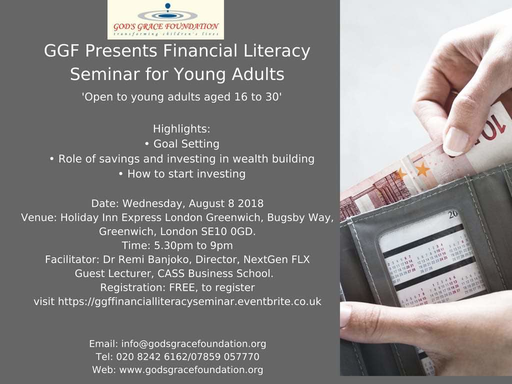 GOD'S GRACE FOUNDATION
transforming children's lives
GGF Presents Financial Literacy
Seminar for Young Adults
'Open to young adults aged 16 to 30'
Highlights:
• Goal Setting
• Role of savings and investing in wealth building
• How to start investing
Date: Wednesday, August 8 2018
Venue: Holiday Inn Express London Greenwich, Bugsby Way,
Greenwich, London SE10 0GD.
Time: 5.30pm to 9pm
Facilitator: Dr Remi Banjoko, Director, NextGen FLX
Guest Lecturer, CASS Business School.
Registration: FREE, to register
visit https://ggffinancialliteracyseminar.eventbrite.co.uk
Email: info@godsgracefoundation.org
Tel: 020 8242 6162/07859 057770
Web: www.godsgracefoundation.org
10
20